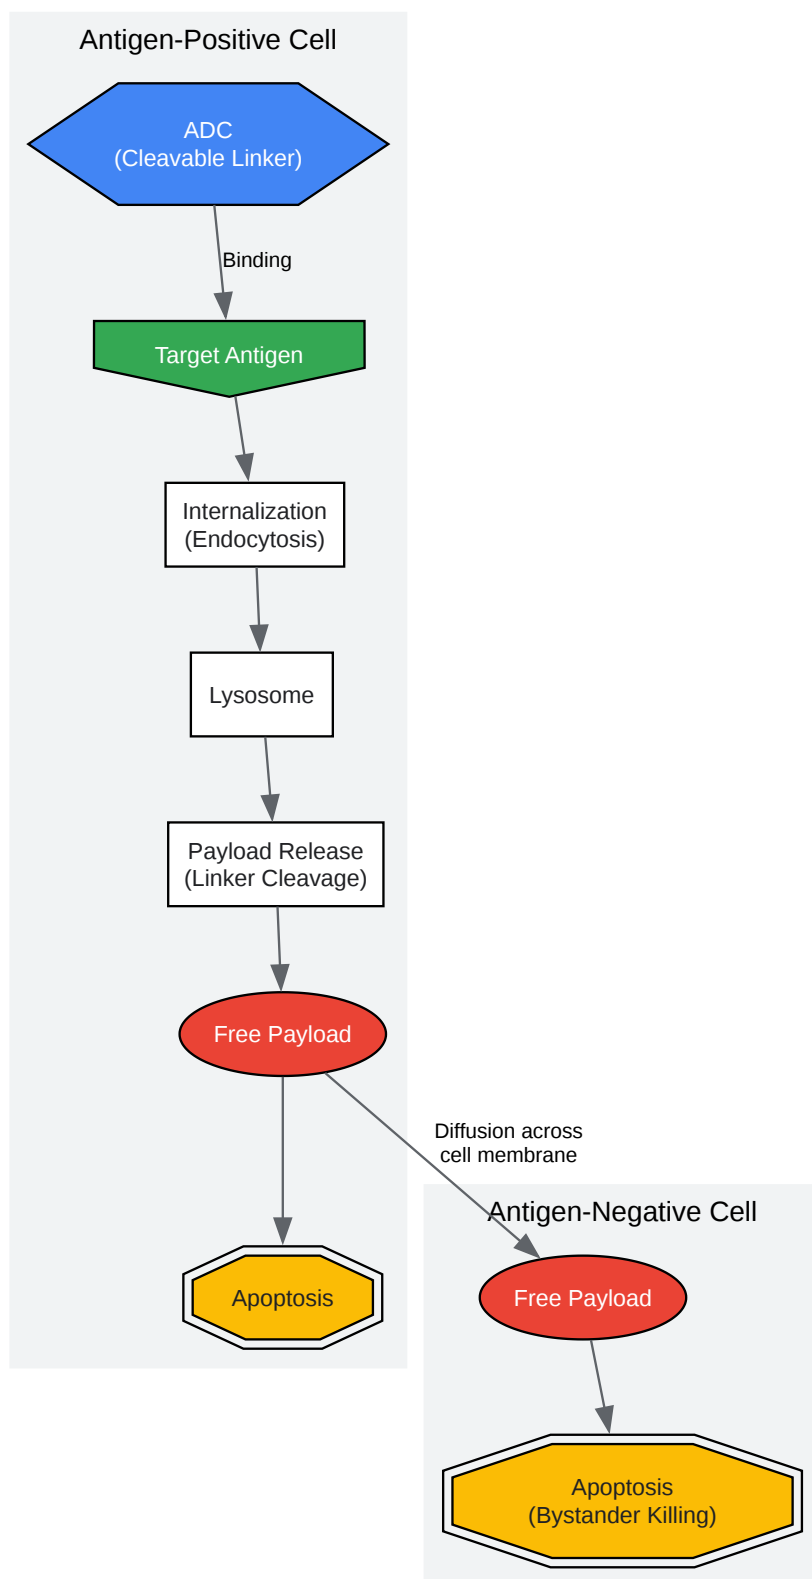 Antigen-Positive Cell
ADC
(Cleavable Linker)
Binding
Target Antigen
Internalization
(Endocytosis)
Lysosome
Payload Release
(Linker Cleavage)
Free Payload
Diffusion across
cell membrane
Apoptosis
Antigen-Negative Cell
Free Payload
Apoptosis
(Bystander Killing)